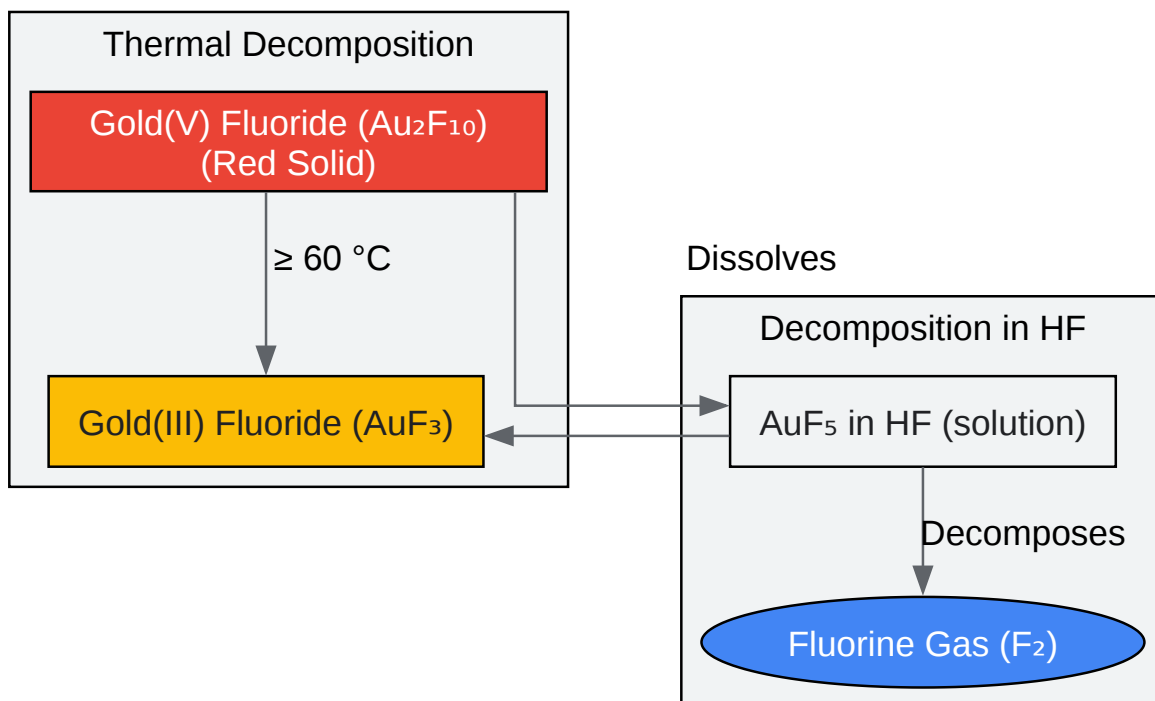 Thermal Decomposition
Gold(V) Fluoride (Au₂F₁₀)
(Red Solid)
≥ 60 °C
Gold(III) Fluoride (AuF₃)
Dissolves
Decomposition in HF
AuF₅ in HF (solution)
Decomposes
Fluorine Gas (F₂)